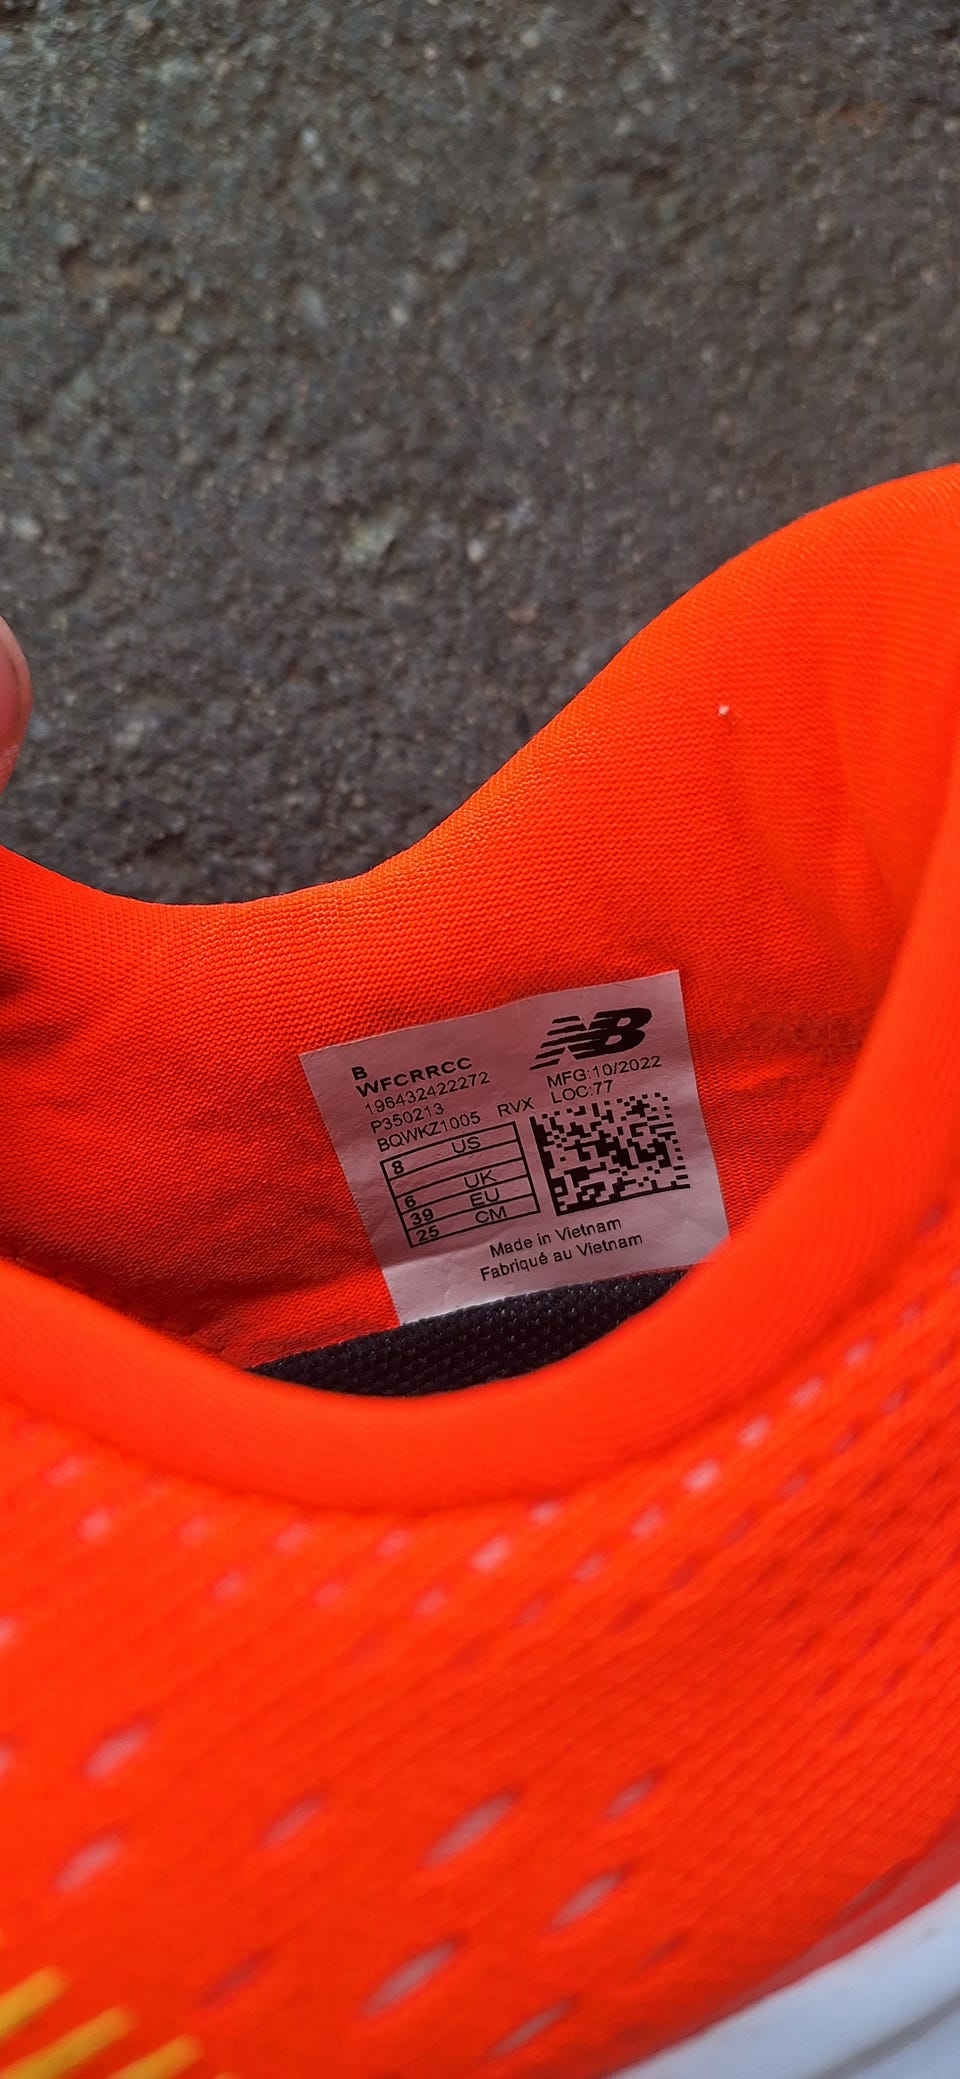 B
WFCRRCC
196432422272
P350213
BQWKZ1005 RVX
NB
MFG:10/2022
LOC:77
8 US
6 UK
39 EU
25 CM
Made in Vietnam
Fabriqué au Vietnam